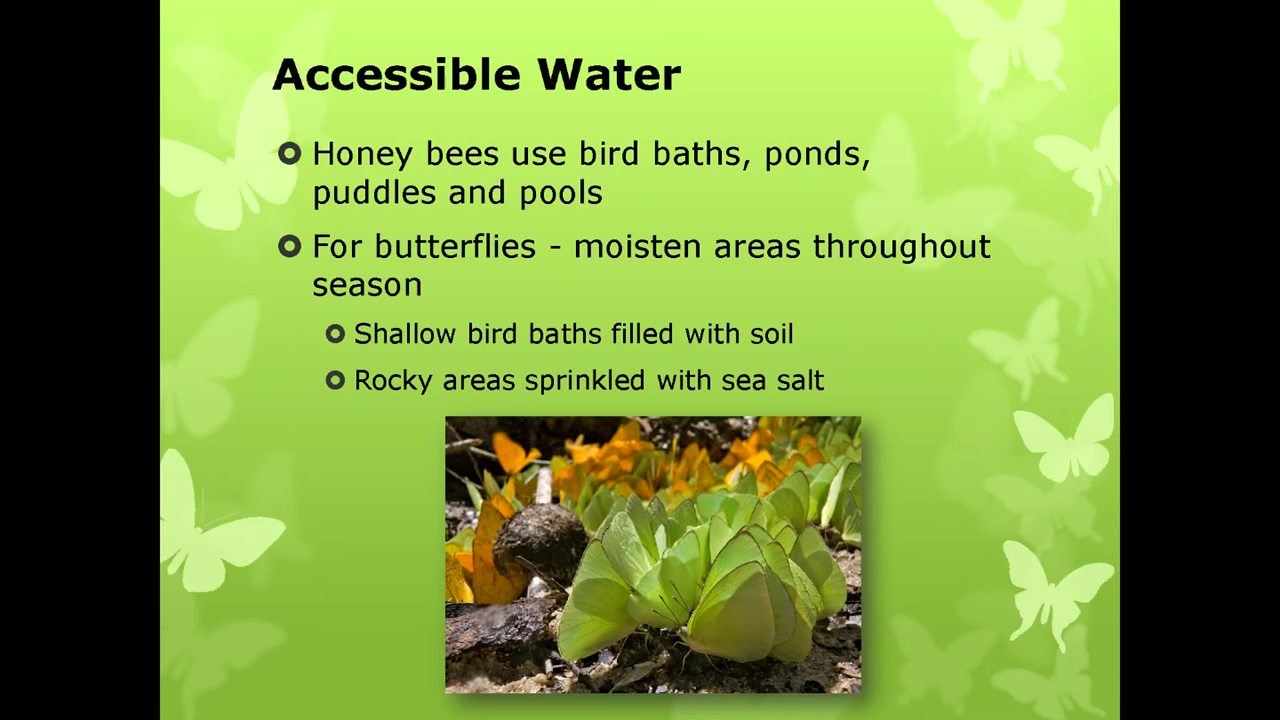 Accessible Water
Honey bees use bird baths, ponds,
puddles and pools
For butterflies - moisten areas throughout
season
Shallow bird baths filled with soil
Rocky areas sprinkled with sea salt